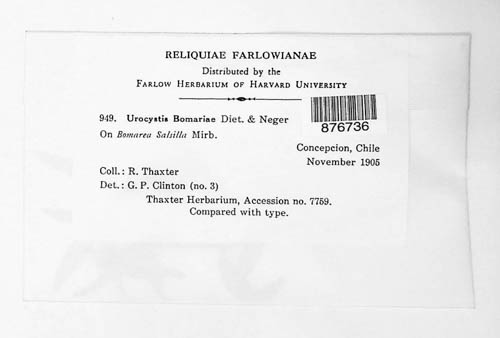 RELIQUIAE FARLOWIANAE
Distributed by the
FARLOW HERBARIUM OF HARVARD UNIVERSITY
949. Urocystis Bomariae Diet. & Neger
876736
On Bomarea Salsilla Mirb.
Concepcion, Chile
November 1905
Coll.: R. Thaxter
Det.: G. P. Clinton (no. 3)
Thaxter Herbarium, Accession no. 7759.
Compared with type.